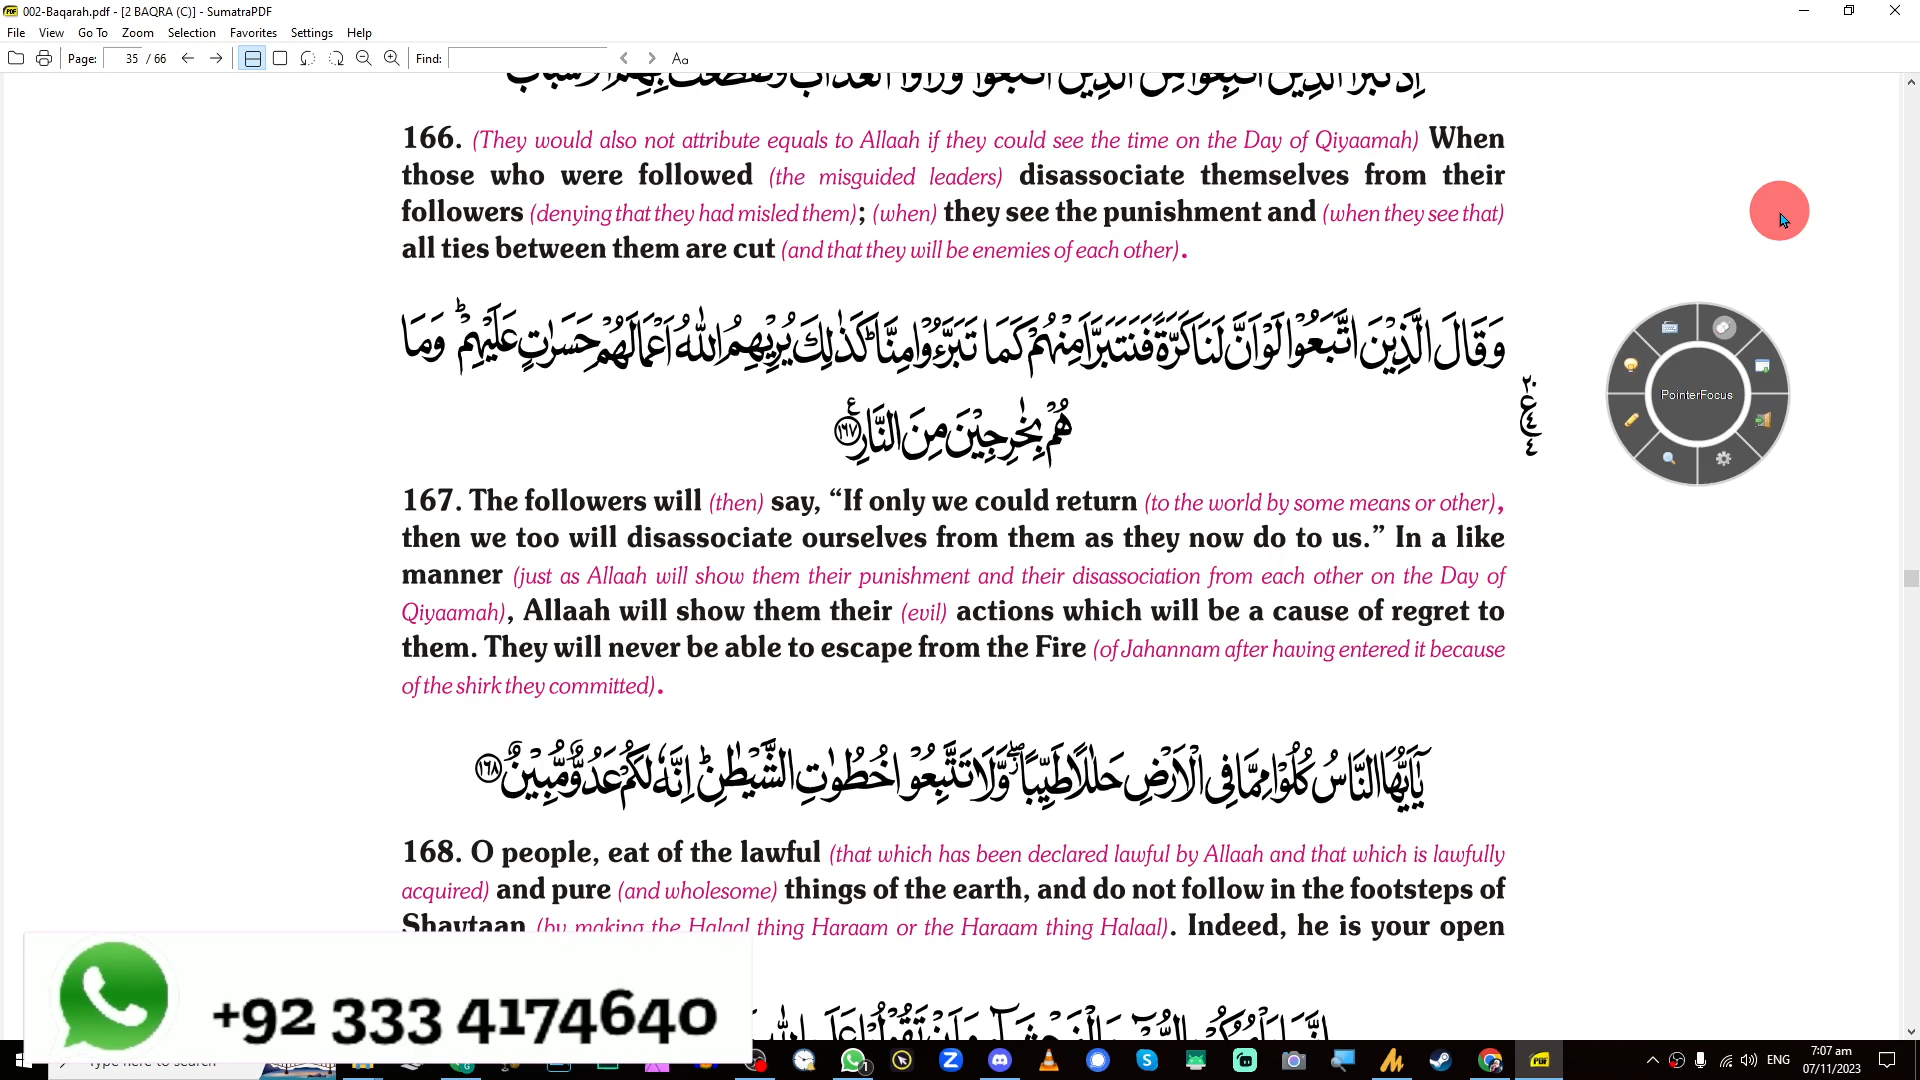 002-Baqarah.pdf - [2 BAQRA (C)] - SumatraPDF
File View Go To Zoom Selection Favorites Settings Help
Page: 35 / 66 Find: Aa
166. (They would also not attribute equals to Allaah if they could see the time on the Day of Qiyaamah) When
those who were followed (the misguided leaders) disassociate themselves from their
followers (denying that they had misled them); (when) they see the punishment and (when they see that)
all ties between them are cut (and that they will be enemies of each other).
وَقَالَ الَّذِيْنَ اتَّبَعُوْا لَوْ اَنَّ لَنَا كَرَّةً فَنَتَبَرَّاَ مِنْهُمْ كَمَا تَبَرَّءُوْا مِنَّا ؕ كَذٰلِكَ يُرِيْهِمُ اللّٰهُ اَعْمَالَهُمْ حَسَرٰتٍ عَلَيْهِمْ ؕ وَمَا
هُمْ بِخٰرِجِيْنَ مِنَ النَّارِ ﴿۱۶۷﴾
PointerFocus
167. The followers will (then) say, “If only we could return (to the world by some means or other),
then we too will disassociate ourselves from them as they now do to us.” In a like
manner (just as Allaah will show them their punishment and their disassociation from each other on the Day of
Qiyaamah), Allaah will show them their (evil) actions which will be a cause of regret to
them. They will never be able to escape from the Fire (of Jahannam after having entered it because
of the shirk they committed).
يٰۤاَيُّهَا النَّاسُ كُلُوْا مِمَّا فِى الْاَرْضِ حَلٰلًا طَيِّبًا ۖ وَّلَا تَتَّبِعُوْا خُطُوٰتِ الشَّيْطٰنِ ؕ اِنَّهٗ لَكُمْ عَدُوٌّ مُّبِيْنٌ ﴿۱۶۸﴾
168. O people, eat of the lawful (that which has been declared lawful by Allaah and that which is lawfully
acquired) and pure (and wholesome) things of the earth, and do not follow in the footsteps of
Shaytaan (by making the Halaal thing Haraam or the Haraam thing Halaal). Indeed, he is your open
+92 333 4174640
ENG 7:07 am
07/11/2023